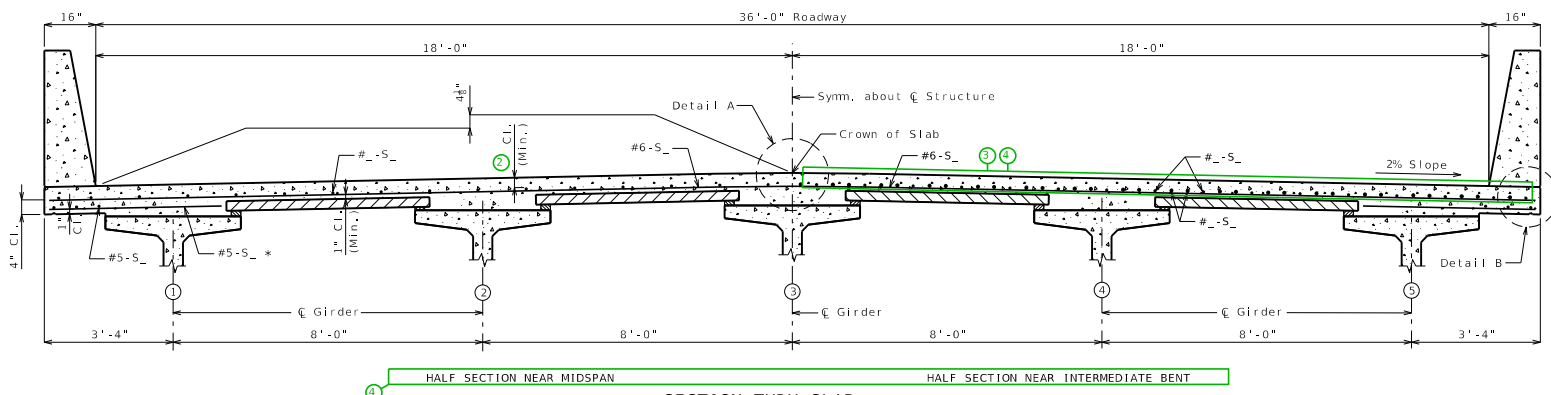 16" 36'-0" Roadway 16"
18'-0" 18'-0"
4⅛"
Detail A
Symm. about ℄ Structure
Crown of Slab
2
Cl.
(Min.)
#_-S_
#6-S_
#6-S_
3 4
#_-S_
2% Slope
4" Cl.
1"
Cl.
#5-S_
#5-S_ *
1" Cl.
(Min.)
#_-S_
Detail B
1 2 3 4 5
℄ Girder ℄ Girder ℄ Girder
3'-4" 8'-0" 8'-0" 8'-0" 8'-0" 3'-4"
4
HALF SECTION NEAR MIDSPAN HALF SECTION NEAR INTERMEDIATE BENT
SECTION THRU SLAB